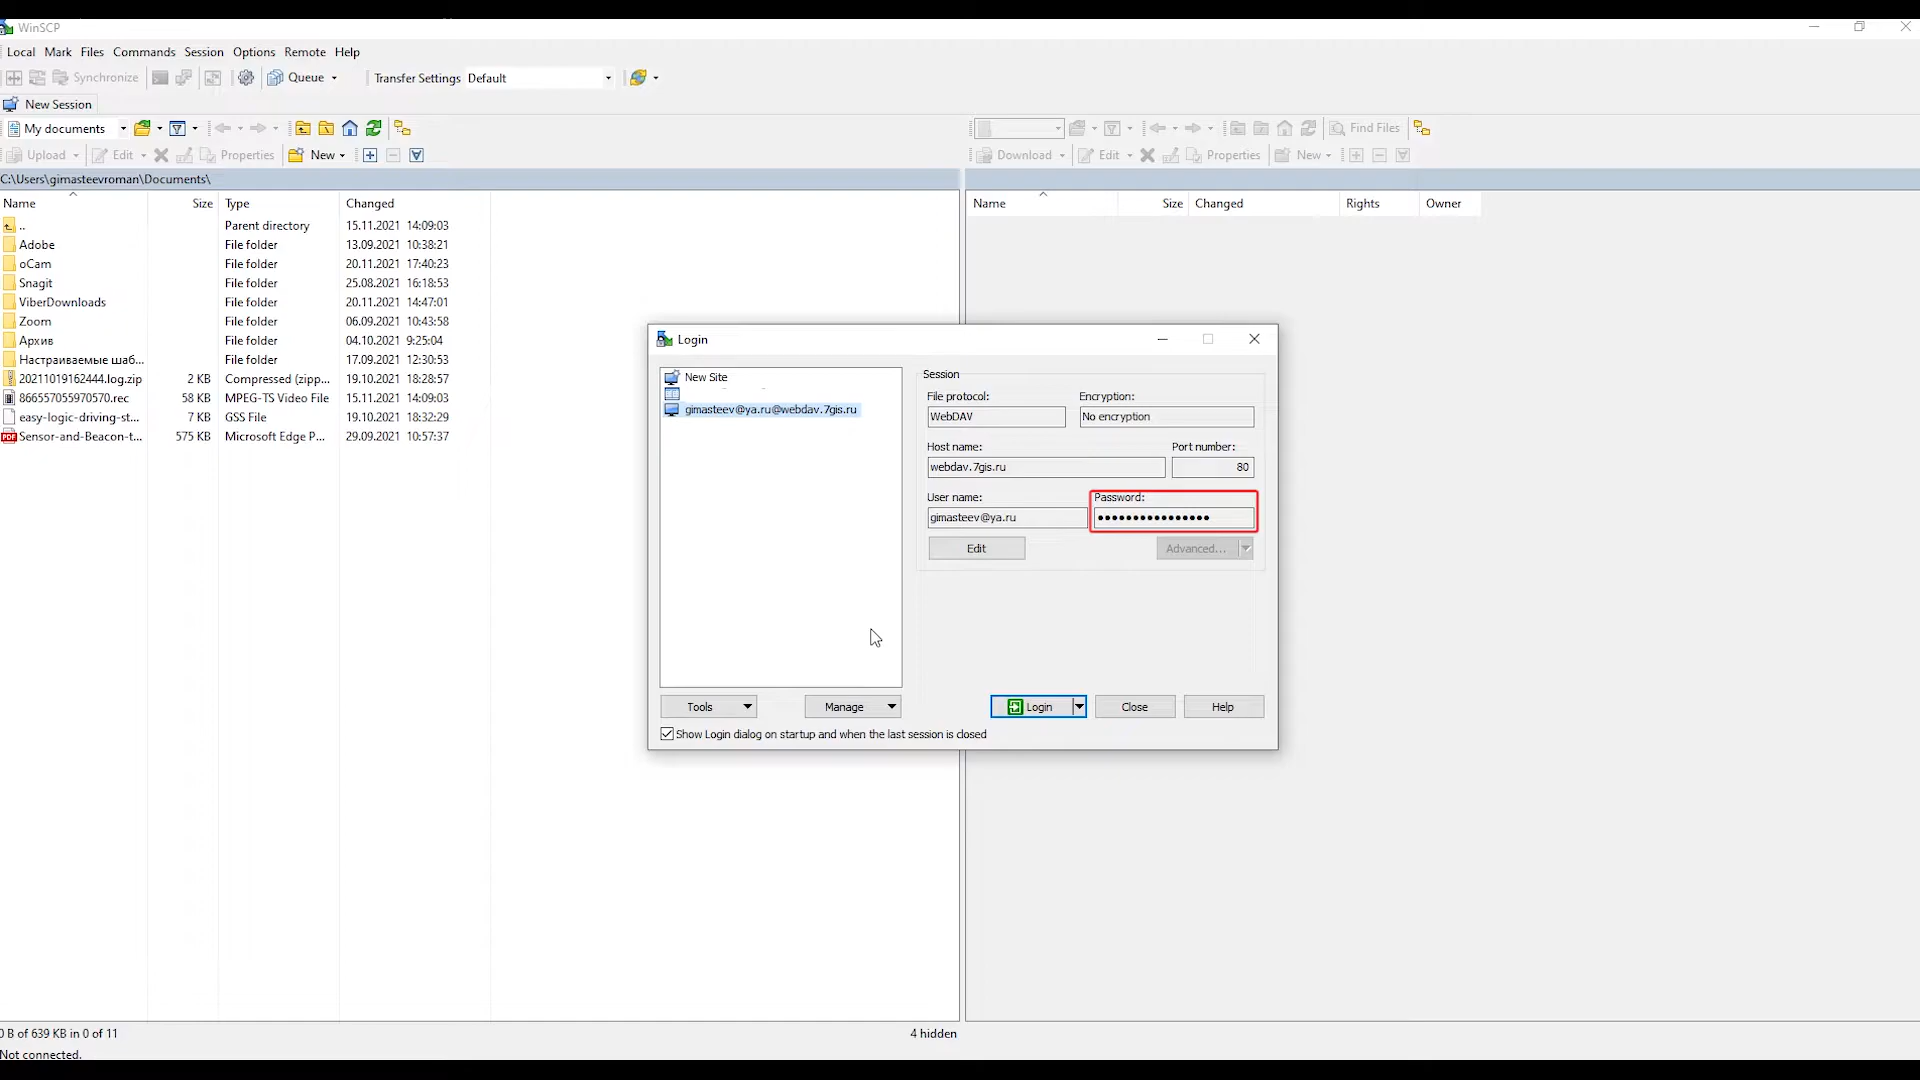 WinSCP
Local Mark Files Commands Session Options Remote Help
Synchronize Queue Transfer Settings Default
New Session
My documents Find Files
Upload Edit Properties New Download Edit Properties New
C:\Users\gimasteevroman\Documents\
Name Size Type Changed Name Size Changed Rights Owner
.. Parent directory 15.11.2021 14:09:03
Adobe File folder 13.09.2021 10:38:21
oCam File folder 20.11.2021 17:40:23
Snagit File folder 25.08.2021 16:18:53
ViberDownloads File folder 20.11.2021 14:47:01
Zoom File folder 06.09.2021 10:43:58
Архив File folder 04.10.2021 9:25:04
Настраиваемые шаб... File folder 17.09.2021 12:30:53
20211019162444.log.zip 2 KB Compressed (zipp... 19.10.2021 18:28:57
866557055970570.rec 58 KB MPEG-TS Video File 15.11.2021 14:09:03
easy-logic-driving-st... 7 KB GSS File 19.10.2021 18:32:29
Sensor-and-Beacon-t... 575 KB Microsoft Edge P... 29.09.2021 10:57:37
Login
New Site
gimasteev@ya.ru@webdav.7gis.ru
Session
File protocol: Encryption:
WebDAV No encryption
Host name: Port number:
webdav.7gis.ru 80
User name: Password:
gimasteev@ya.ru ••••••••••••••••
Edit Advanced...
Tools Manage Login Close Help
Show Login dialog on startup and when the last session is closed
0 B of 639 KB in 0 of 11 4 hidden
Not connected.